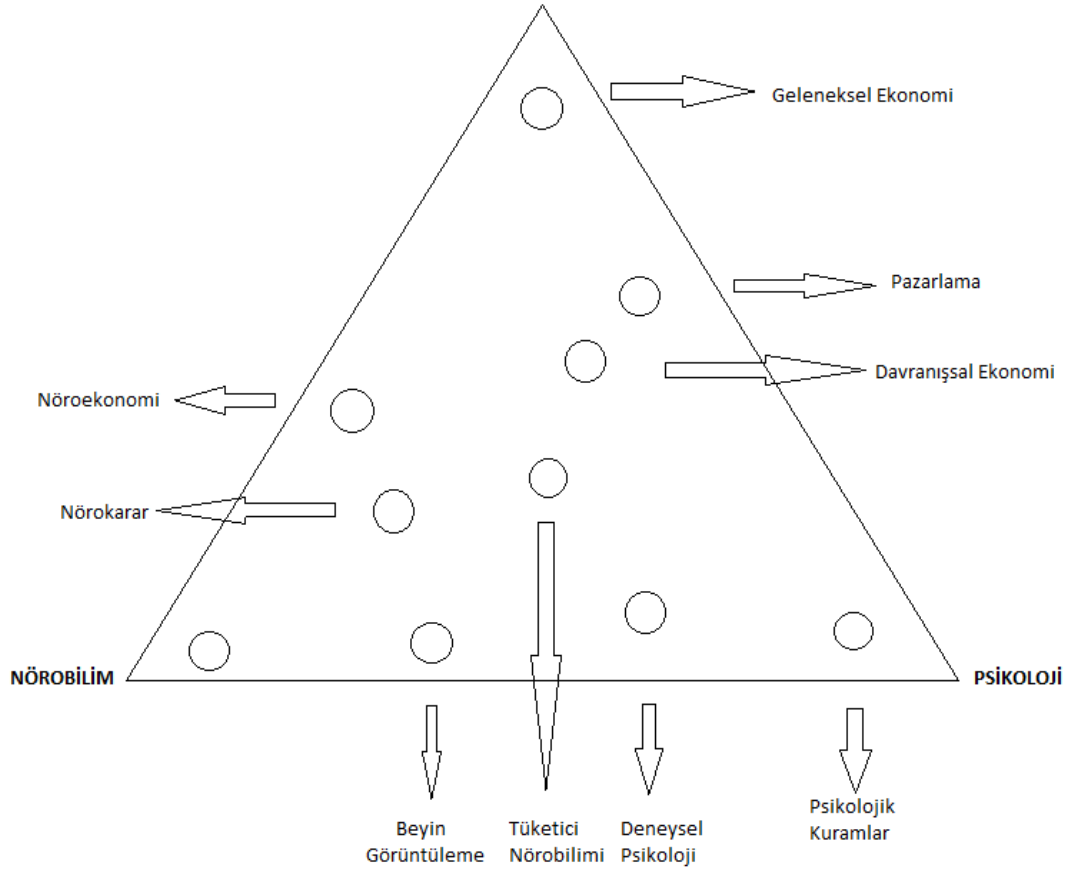 Geleneksel Ekonomi
Pazarlama
Davranışsal Ekonomi
Nöroekonomi
Nörokarar
NÖROBİLİM
PSİKOLOJİ
Beyin
Görüntüleme
Tüketici
Nörobilimi
Deneysel
Psikoloji
Psikolojik
Kuramlar